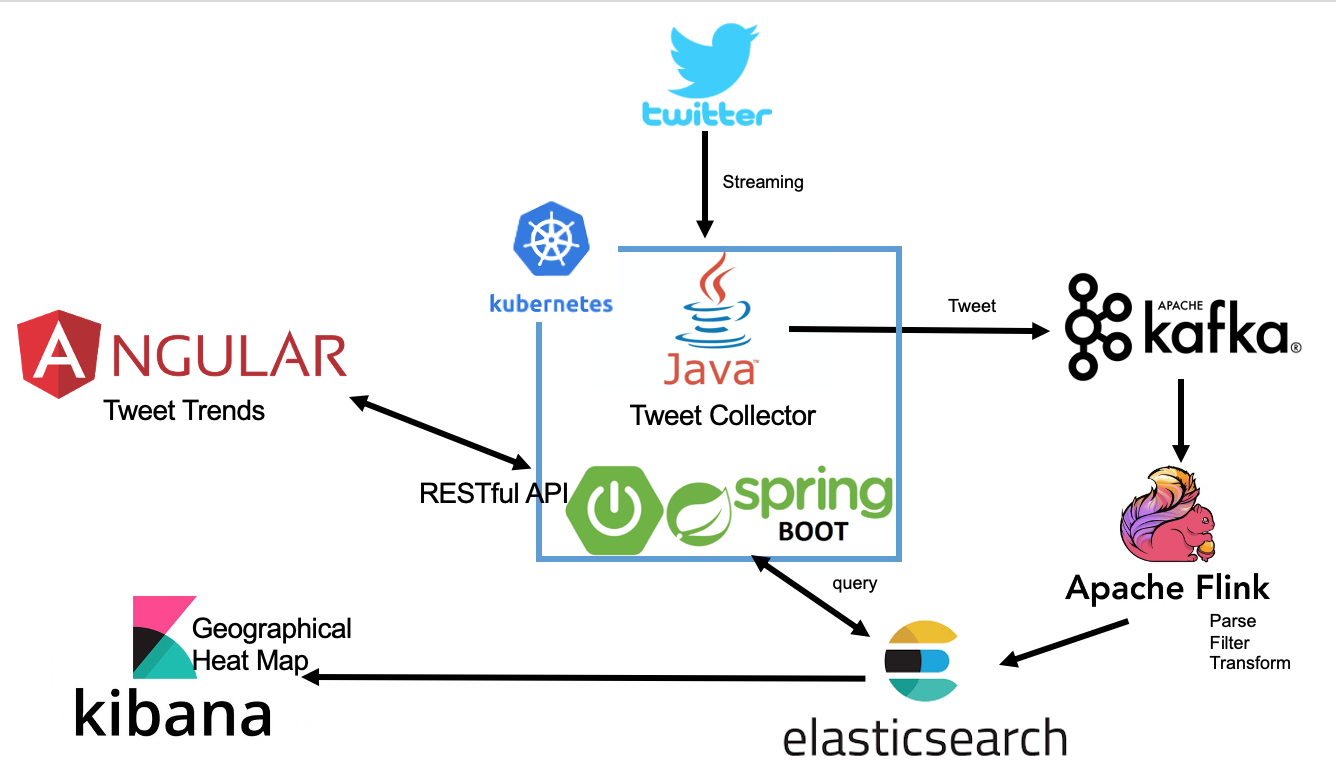 twitter
Streaming
kubernetes
Java™
Tweet Collector
Tweet
APACHE
kafka®
ANGULAR
Tweet Trends
RESTful API
spring
BOOT
query
Apache Flink
Parse
Filter
Transform
Geographical
Heat Map
kibana
elasticsearch